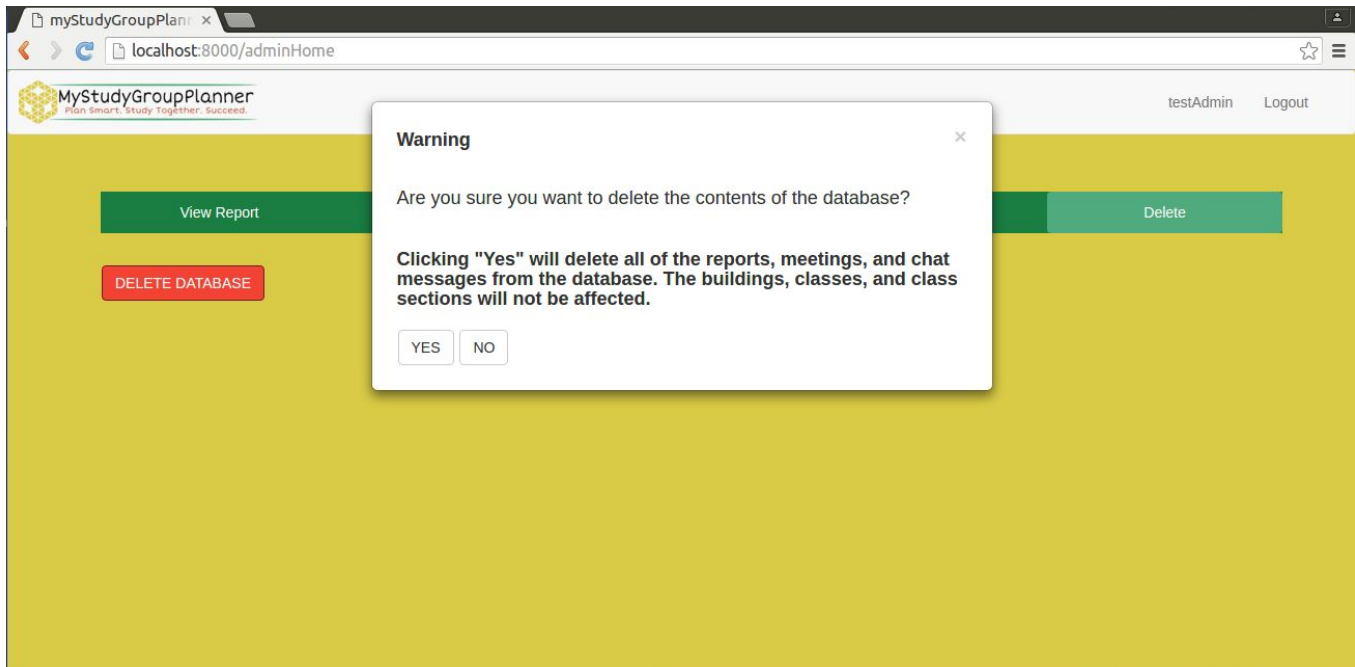 myStudyGroupPlann
localhost:8000/adminHome
MyStudyGroupPlanner
Plan Smart. Study Together. Succeed.
testAdmin Logout
View Report
Delete
DELETE DATABASE
Warning
×
Are you sure you want to delete the contents of the database?
Clicking "Yes" will delete all of the reports, meetings, and chat
messages from the database. The buildings, classes, and class
sections will not be affected.
YES NO